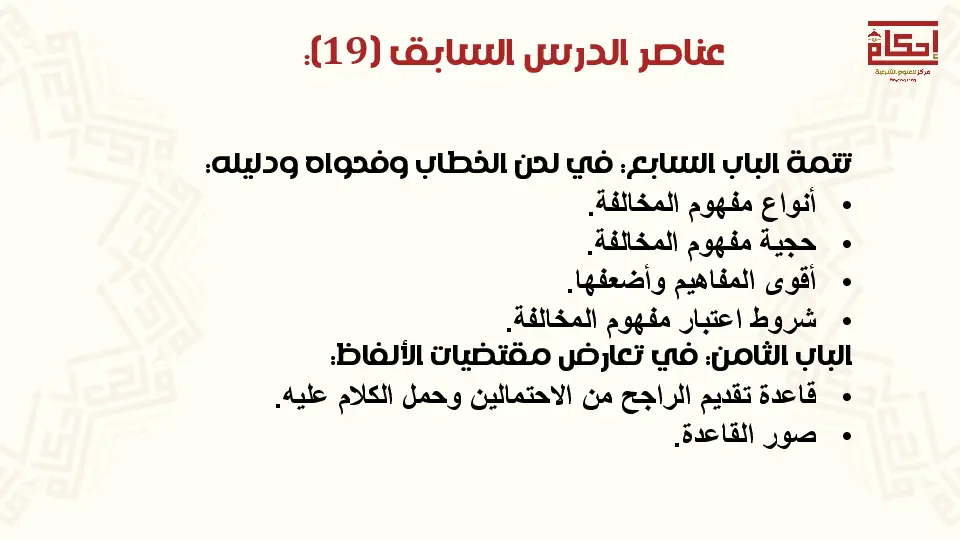 عناصر الدرس السابق (19):
إحكام
مركز للعلوم الشرعية
تتمة الباب السابع: في لحن الخطاب وفحواه ودليله:
• أنواع مفهوم المخالفة.
• حجية مفهوم المخالفة.
• أقوى المفاهيم وأضعفها.
• شروط اعتبار مفهوم المخالفة.
الباب الثامن: في تعارض مقتضيات الألفاظ:
• قاعدة تقديم الراجح من الاحتمالين وحمل الكلام عليه.
• صور القاعدة.